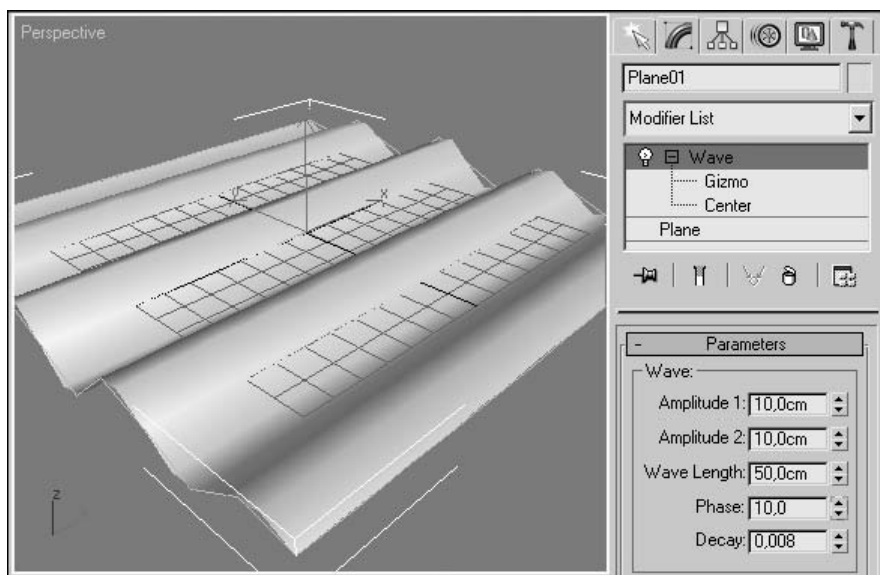 Perspective
y
x
z
Plane01
Modifier List
Wave
Gizmo
Center
Plane
- Parameters
Wave:
Amplitude 1: 10,0cm
Amplitude 2: 10,0cm
Wave Length: 50,0cm
Phase: 10,0
Decay: 0,008